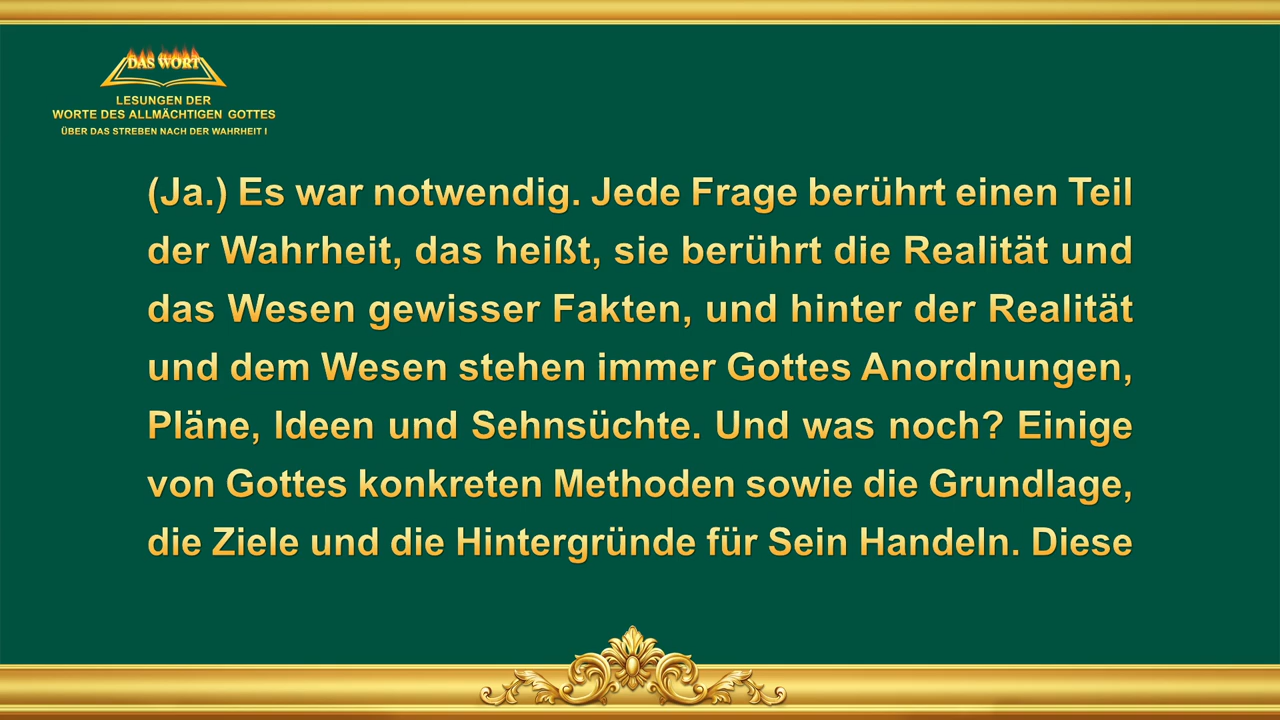 DAS WORT
LESUNGEN DER
WORTE DES ALLMÄCHTIGEN GOTTES
ÜBER DAS STREBEN NACH DER WAHRHEIT I
(Ja.) Es war notwendig. Jede Frage berührt einen Teil
der Wahrheit, das heißt, sie berührt die Realität und
das Wesen gewisser Fakten, und hinter der Realität
und dem Wesen stehen immer Gottes Anordnungen,
Pläne, Ideen und Sehnsüchte. Und was noch? Einige
von Gottes konkreten Methoden sowie die Grundlage,
die Ziele und die Hintergründe für Sein Handeln. Diese